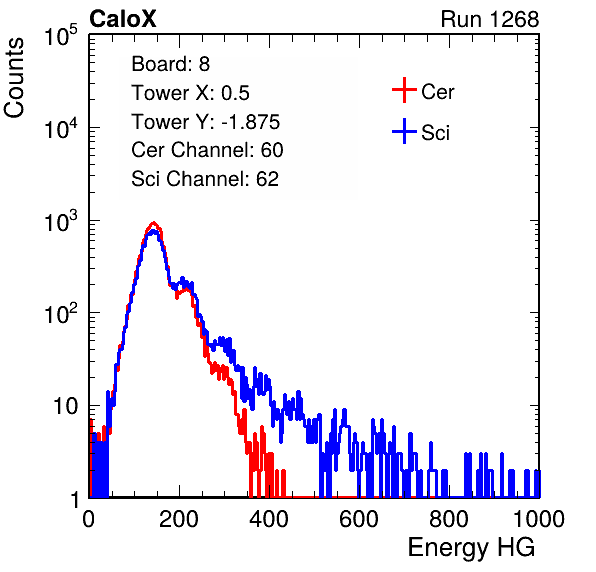 CaloX Run 1268
Board: 8
Tower X: 0.5
Tower Y: -1.875
Cer Channel: 60
Sci Channel: 62
Cer
Sci
Counts
10^5
10^4
10^3
10^2
10
1
0 200 400 600 800 1000
Energy HG